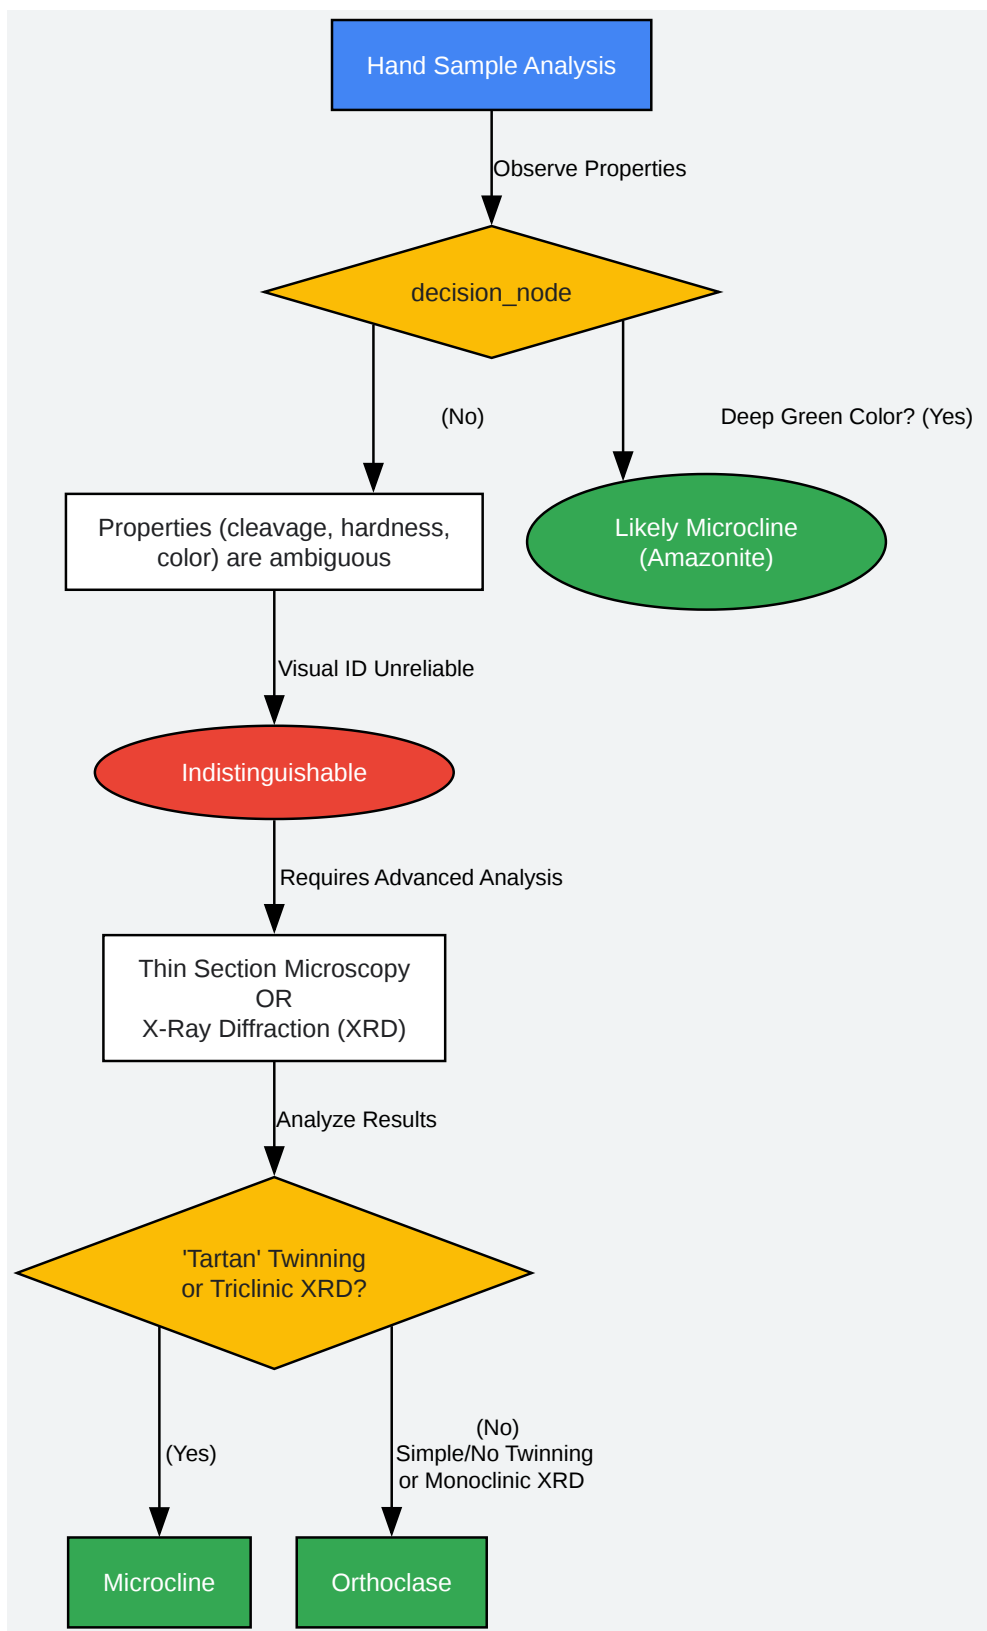 Hand Sample Analysis
Observe Properties
decision_node
(No)
Deep Green Color? (Yes)
Properties (cleavage, hardness,
color) are ambiguous
Likely Microcline
(Amazonite)
Visual ID Unreliable
Indistinguishable
Requires Advanced Analysis
Thin Section Microscopy
OR
X-Ray Diffraction (XRD)
Analyze Results
'Tartan' Twinning
or Triclinic XRD?
(Yes)
(No)
Simple/No Twinning
or Monoclinic XRD
Microcline
Orthoclase